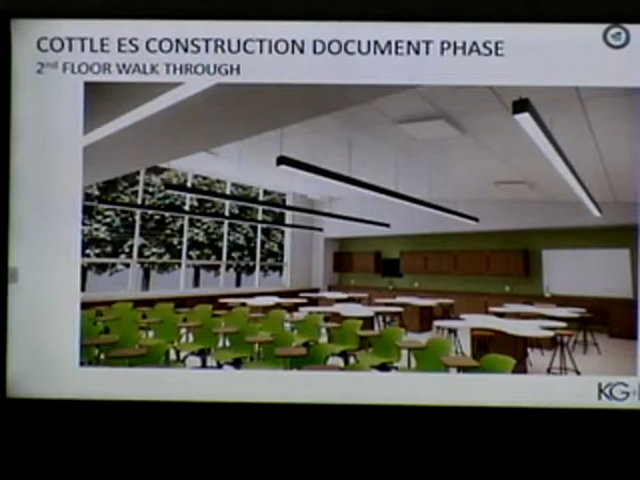 COTTLE ES CONSTRUCTION DOCUMENT PHASE
2nd FLOOR WALK THROUGH
KG+